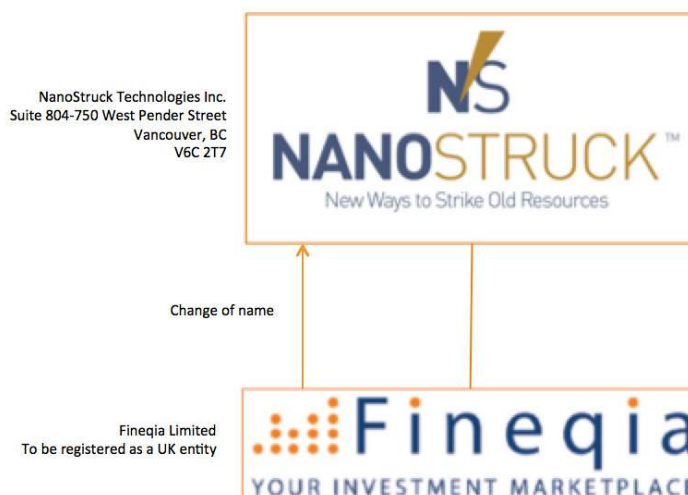 NanoStruck Technologies Inc.
Suite 804-750 West Pender Street
Vancouver, BC
V6C 2T7
NS
NANOSTRUCK™
New Ways to Strike Old Resources
Change of name
Fineqia Limited
To be registered as a UK entity
Fineqia
YOUR INVESTMENT MARKETPLACE